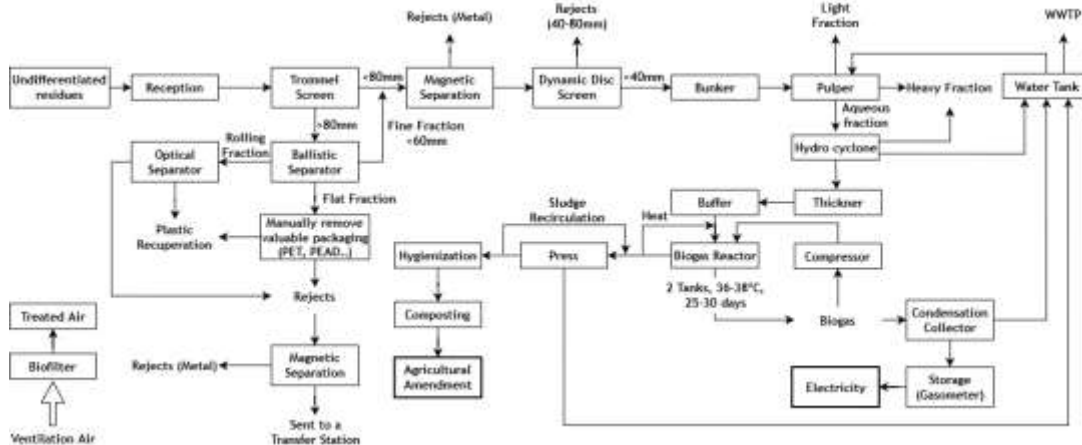 Rejects (Metal)
Rejects
(40-80mm)
Light
Fraction
WWTP
Undifferentiated
residues
Reception
Trommel
Screen
<80mm
Magnetic
Separation
Dynamic Disc
Screen
<40mm
Bunker
Pulper
Heavy Fraction
Water Tank
>80mm
Fine Fraction
<60mm
Aqueous
fraction
Rolling
Fraction
Optical
Separator
Ballistic
Separator
Hydro cyclone
Flat Fraction
Sludge
Recirculation
Buffer
Thickner
Plastic
Recuperation
Manually remove
valuable packaging
(PET, PEAD..)
Heat
Hygienization
Press
Biogas Reactor
Compressor
2 Tanks, 36-38°C,
25-30 days
Rejects
Treated Air
Composting
Biogas
Condensation
Collector
Biofilter
Rejects (Metal)
Magnetic
Separation
Agricultural
Amendment
Electricity
Storage
(Gasometer)
Ventilation Air
Sent to a
Transfer Station